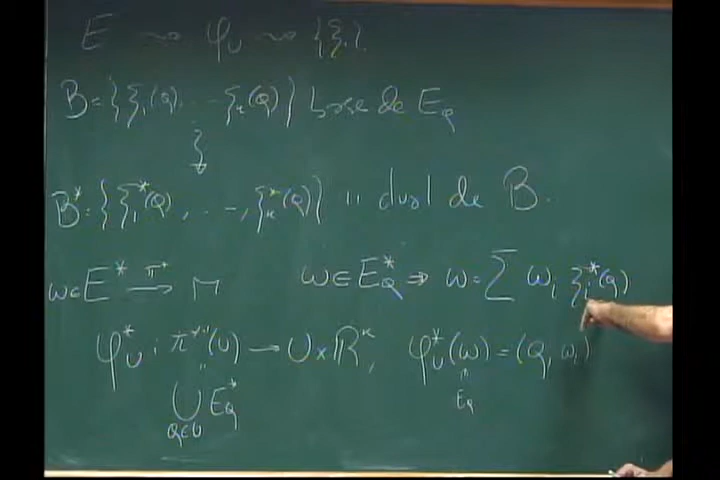 E ⇝ φ_U ⇝ {ξ_i}
B = {ξ_1(Q), ..., ξ_k(Q)} base de E_Q
B* = {ξ_1*(Q), ..., ξ_k*(Q)} " dual de B.
ω ∈ E* →^{π*} M    ω ∈ E_Q* ⇒ ω = Σ ω_i ξ_i*(Q)
φ_U* : π*⁻¹(U) → U × ℝ^k, φ_U*(ω) = (Q, ω_i)
"
⋃_{Q∈U} E_Q*    E_Q